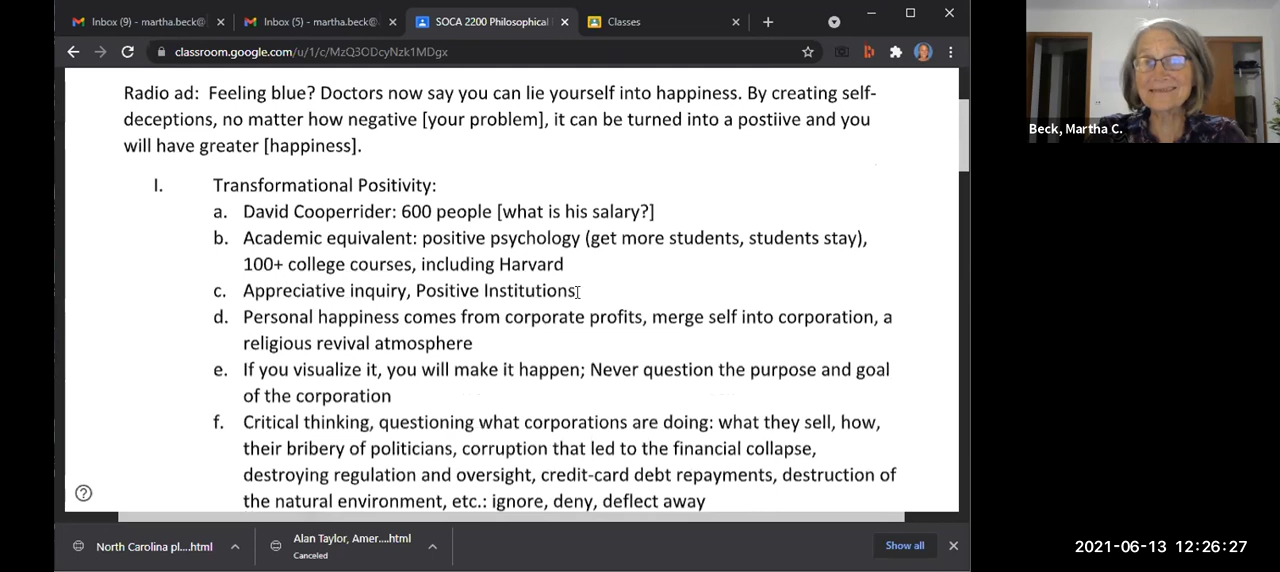 Inbox (9) - martha.beck@
Inbox (5) - martha.beck@
SOCA 2200 Philosophical
Classes
classroom.google.com/u/1/c/MzQ3ODcyNzk1MDgx
Radio ad: Feeling blue? Doctors now say you can lie yourself into happiness. By creating self-
deceptions, no matter how negative [your problem], it can be turned into a postiive and you
will have greater [happiness].
I. Transformational Positivity:
a. David Cooperrider: 600 people [what is his salary?]
b. Academic equivalent: positive psychology (get more students, students stay),
100+ college courses, including Harvard
c. Appreciative inquiry, Positive Institutions
d. Personal happiness comes from corporate profits, merge self into corporation, a
religious revival atmosphere
e. If you visualize it, you will make it happen; Never question the purpose and goal
of the corporation
f. Critical thinking, questioning what corporations are doing: what they sell, how,
their bribery of politicians, corruption that led to the financial collapse,
destroying regulation and oversight, credit-card debt repayments, destruction of
the natural environment, etc.: ignore, deny, deflect away
North Carolina pl....html
Alan Taylor, Amer....html
Canceled
Show all
Beck, Martha C.
2021-06-13 12:26:27